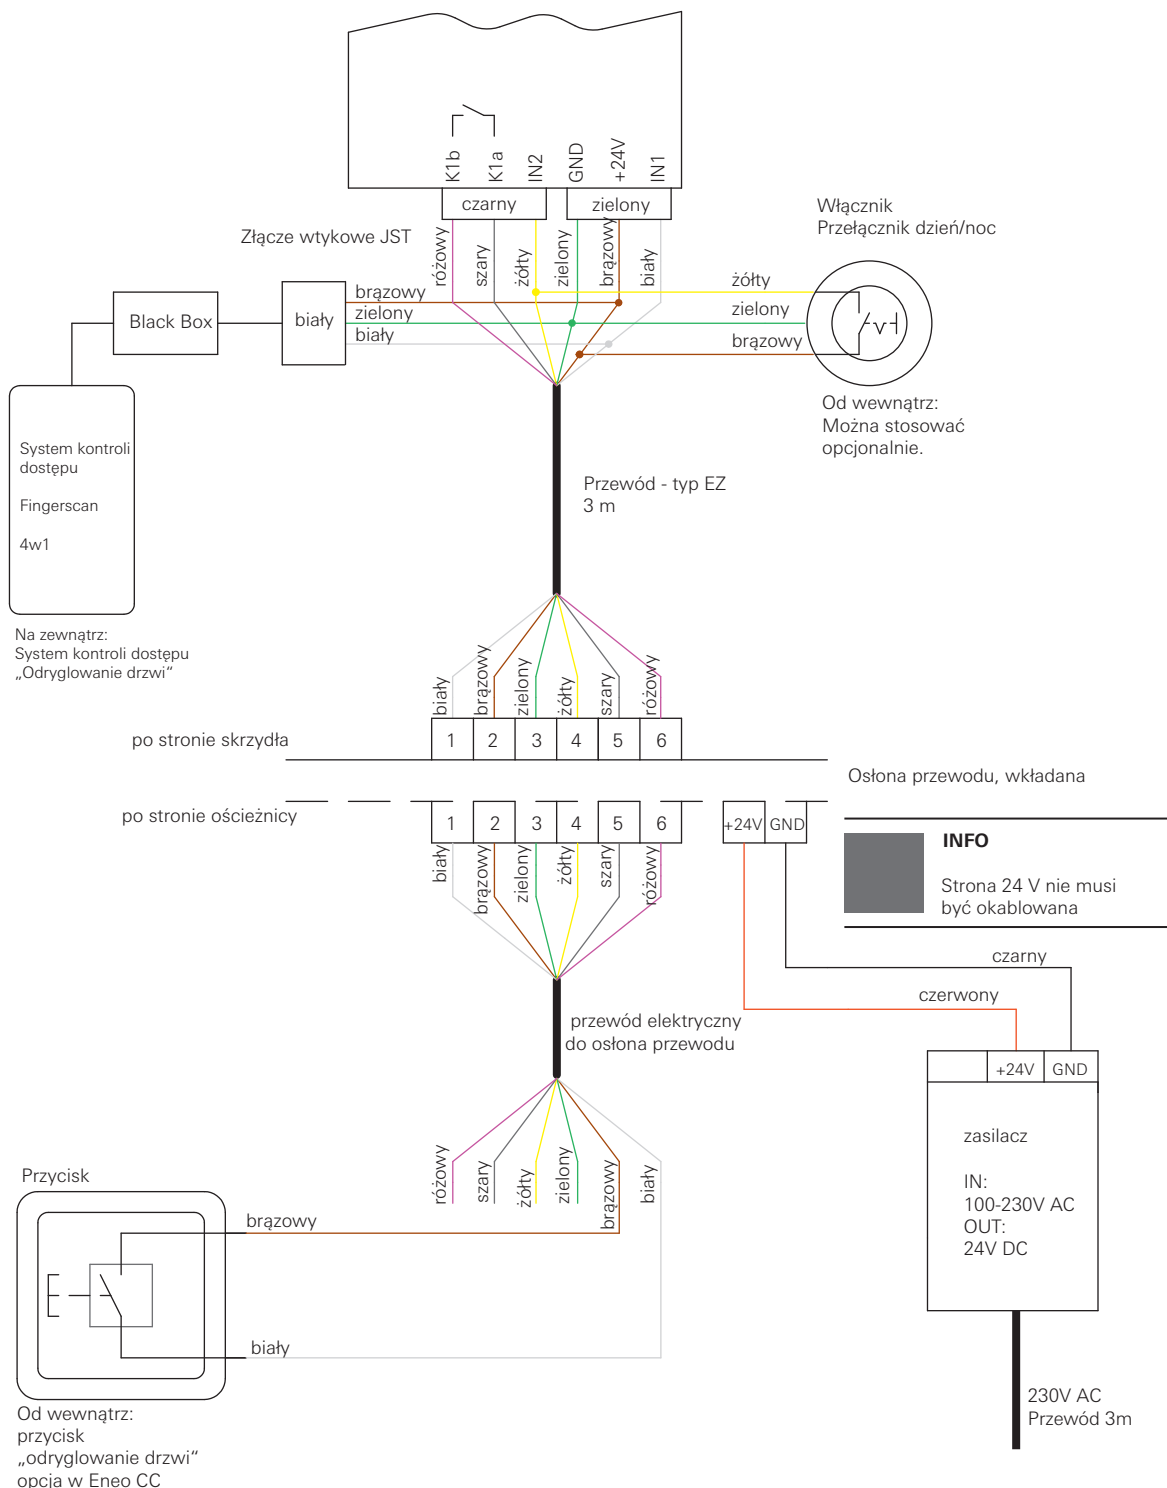 K1b
K1a
IN2
GND
+24V
IN1
czarny
zielony
Złącze wtykowe JST
różowy
szary
żółty
zielony
brązowy
biały
Włącznik
Przełącznik dzień/noc
Black Box
biały
brązowy
zielony
biały
żółty
zielony
brązowy
System kontroli
dostępu
Fingerscan
4w1
Od wewnątrz:
Można stosować
opcjonalnie.
Przewód - typ EZ
3 m
Na zewnątrz:
System kontroli dostępu
„Odryglowanie drzwi“
biały
brązowy
zielony
żółty
szary
różowy
po stronie skrzydła
1
2
3
4
5
6
Osłona przewodu, wkładana
po stronie ościeżnicy
1
2
3
4
5
6
+24V
GND
INFO
Strona 24 V nie musi
być okablowana
biały
brązowy
zielony
żółty
szary
różowy
czarny
czerwony
przewód elektryczny
do osłona przewodu
+24V
GND
zasilacz
IN:
100-230V AC
OUT:
24V DC
różowy
szary
żółty
zielony
brązowy
biały
Przycisk
brązowy
biały
Od wewnątrz:
przycisk
„odryglowanie drzwi“
opcja w Eneo CC
230V AC
Przewód 3m